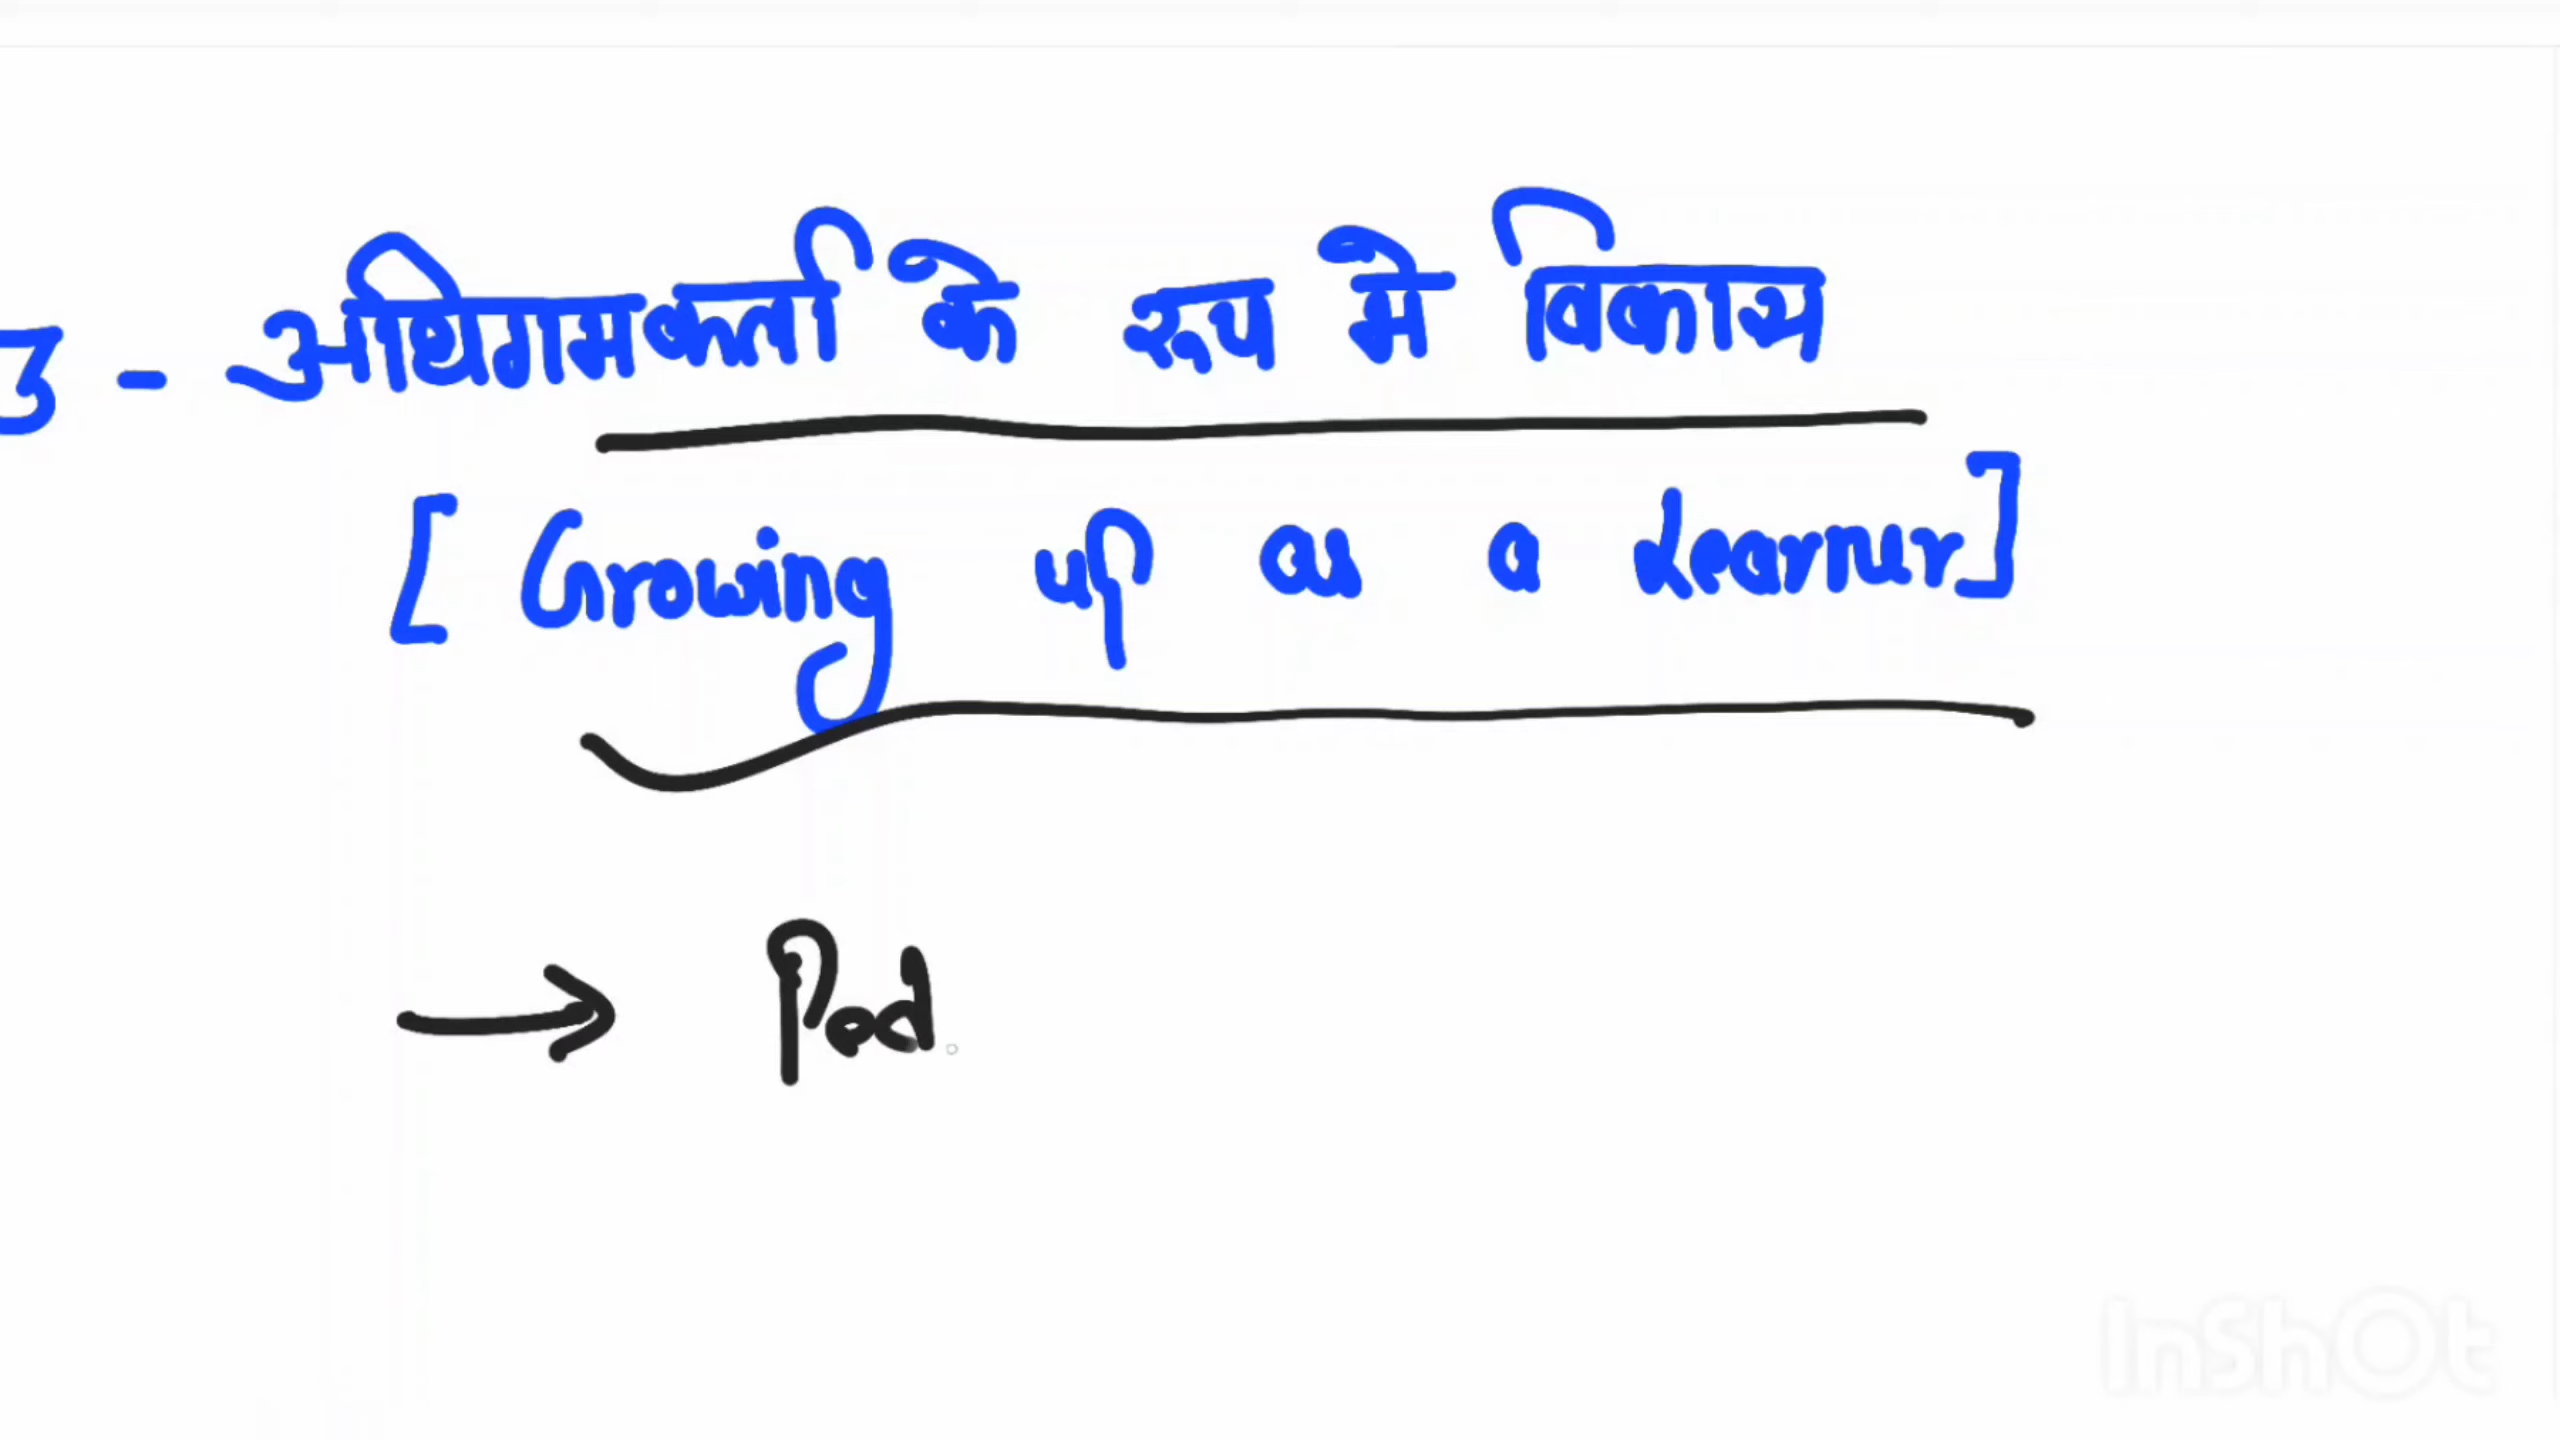 3 - अधिगमकर्ता के रूप मे विकास
[ Growing up as a Learner]
→ Ped
InShOt